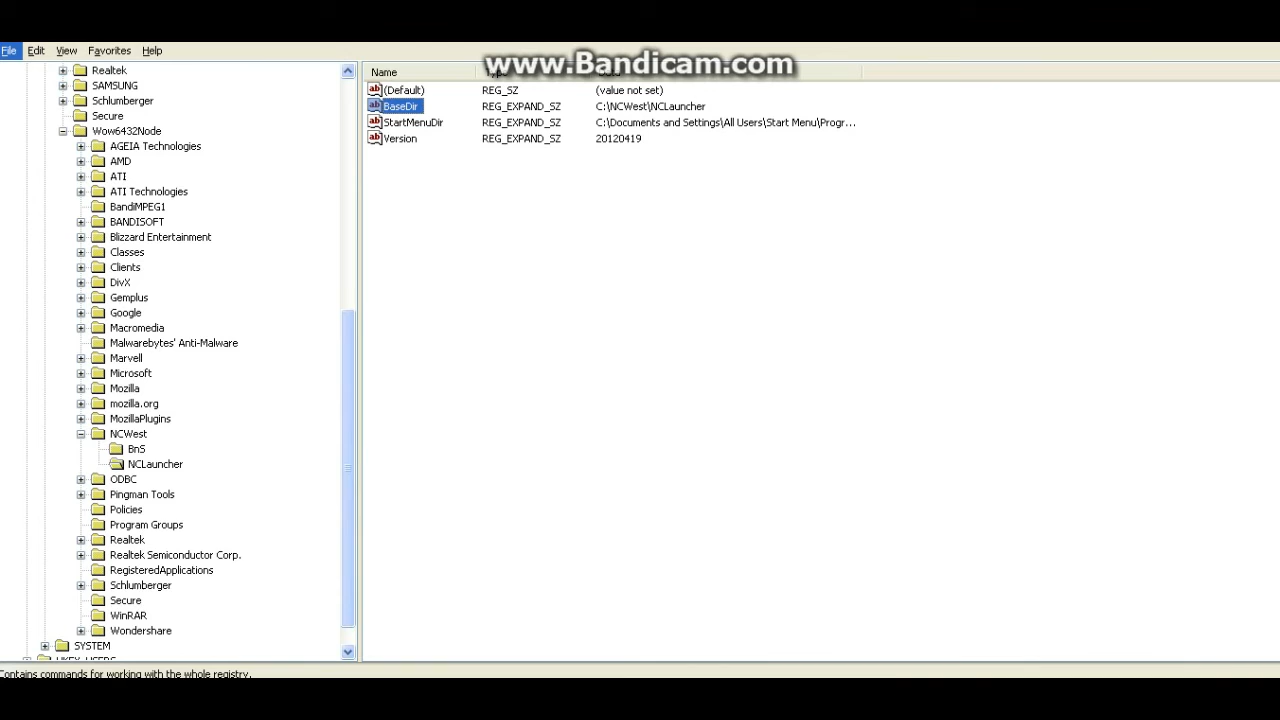 www.Bandicam.com
File Edit View Favorites Help
Realtek
SAMSUNG
Schlumberger
Secure
Wow6432Node
AGEIA Technologies
AMD
ATI
ATI Technologies
BandiMPEG1
BANDISOFT
Blizzard Entertainment
Classes
Clients
DivX
Gemplus
Google
Macromedia
Malwarebytes' Anti-Malware
Marvell
Microsoft
Mozilla
mozilla.org
MozillaPlugins
NCWest
BnS
NCLauncher
ODBC
Pingman Tools
Policies
Program Groups
Realtek
Realtek Semiconductor Corp.
RegisteredApplications
Schlumberger
Secure
WinRAR
Wondershare
SYSTEM
Name
(Default) REG_SZ (value not set)
BaseDir REG_EXPAND_SZ C:\NCWest\NCLauncher
StartMenuDir REG_EXPAND_SZ C:\Documents and Settings\All Users\Start Menu\Progr...
Version REG_EXPAND_SZ 20120419
Contains commands for working with the whole registry.